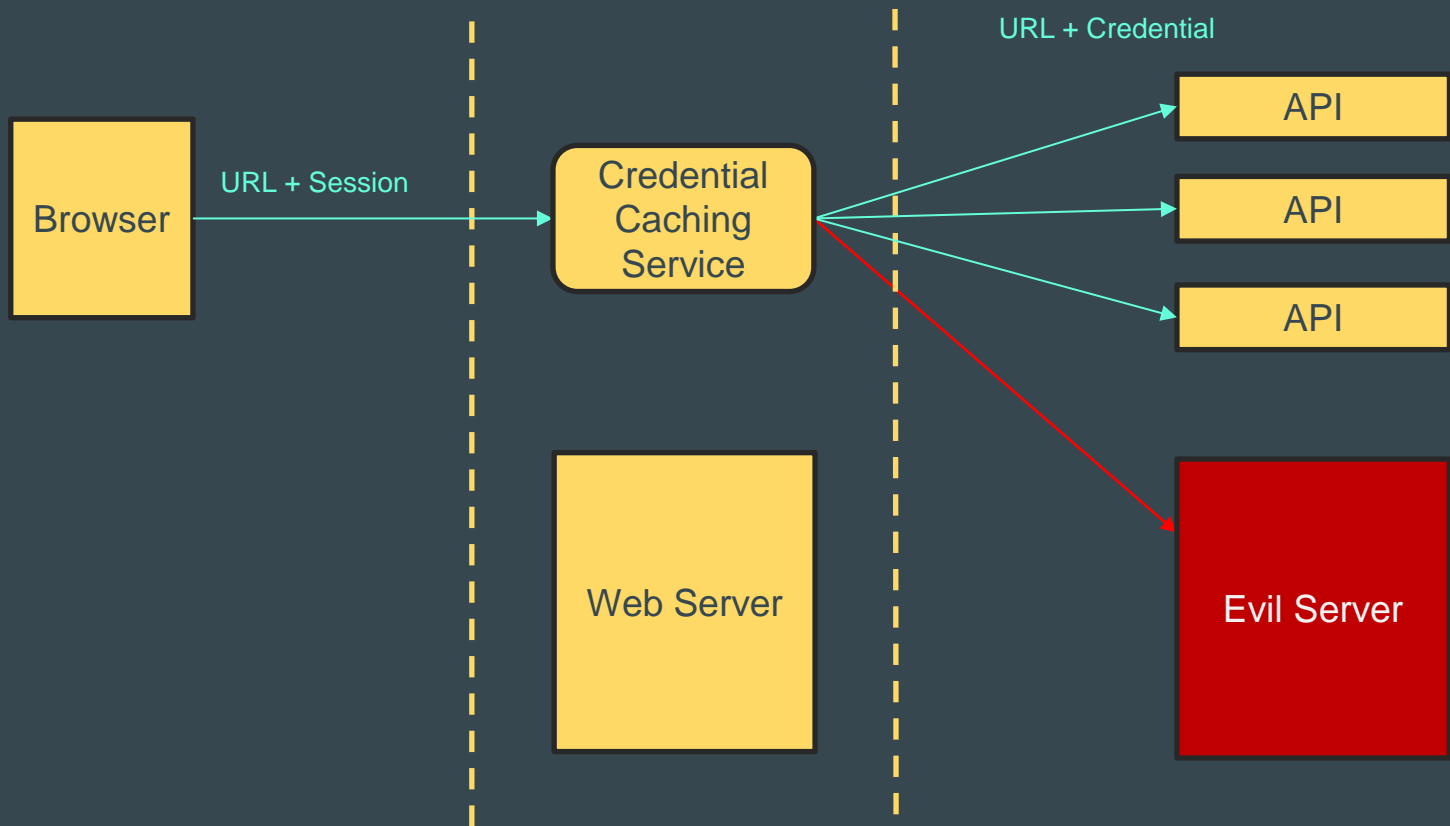 URL + Credential
API
Browser
URL + Session
Credential
Caching
Service
API
API
Web Server
Evil Server